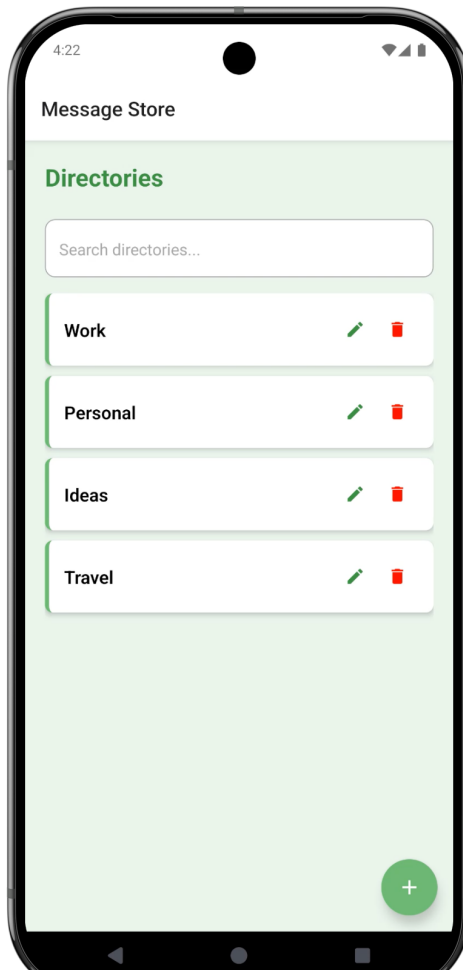 4:22
Message Store
Directories
Search directories...
Work
Personal
Ideas
Travel
+